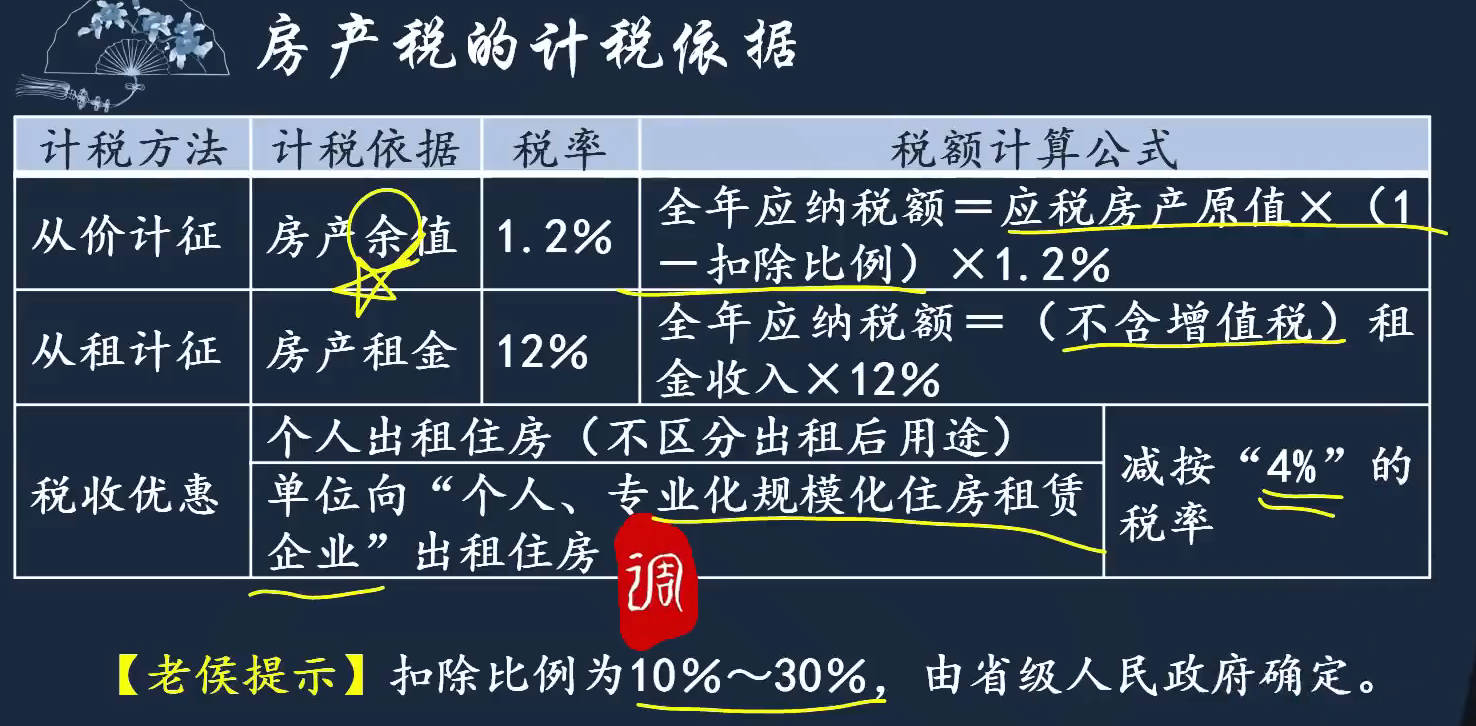 房产税的计税依据
计税方法 计税依据 税率 税额计算公式
从价计征 房产余值 1.2% 全年应纳税额＝应税房产原值×（1
－扣除比例）×1.2%
从租计征 房产租金 12% 全年应纳税额＝（不含增值税）租
金收入×12%
税收优惠
个人出租住房（不区分出租后用途）
单位向“个人、专业化规模化住房租赁
企业”出租住房
减按“4%”的
税率
调
【老侯提示】扣除比例为10%～30%，由省级人民政府确定。